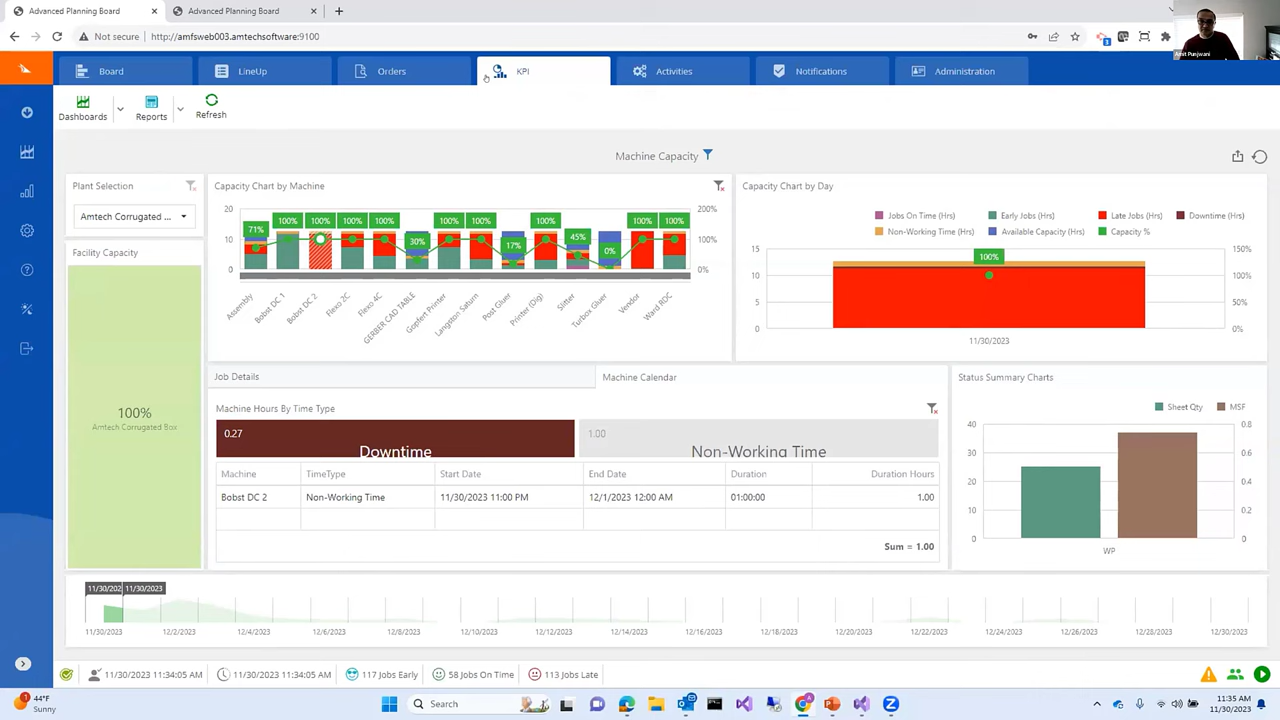 Advanced Planning Board
Advanced Planning Board
Not secure
http://amfsweb003.amtechsoftware:9100
Amit Punjwani
Board
LineUp
Orders
KPI
Activities
Notifications
Administration
Dashboards
Reports
Refresh
Machine Capacity
Plant Selection
Amtech Corrugated ...
Facility Capacity
100%
Amtech Corrugated Box
Capacity Chart by Machine
20
10
0
200%
100%
0%
71%
100%
100%
100%
100%
30%
100%
100%
17%
100%
45%
0%
100%
100%
Assembly
Bobst DC 1
Bobst DC 2
Flexo 2C
Flexo 4C
GERBER CAD TABLE
Gopfert Printer
Langston Saturn
Post Gluer
Printer (Dig)
Slitter
Turbox Gluer
Vendor
Ward RDC
Capacity Chart by Day
Jobs On Time (Hrs)
Early Jobs (Hrs)
Late Jobs (Hrs)
Downtime (Hrs)
Non-Working Time (Hrs)
Available Capacity (Hrs)
Capacity %
15
10
5
0
150%
100%
50%
0%
100%
11/30/2023
Job Details
Machine Calendar
Machine Hours By Time Type
0.27
Downtime
1.00
Non-Working Time
Machine TimeType Start Date End Date Duration Duration Hours
Bobst DC 2 Non-Working Time 11/30/2023 11:00 PM 12/1/2023 12:00 AM 01:00:00 1.00
Sum = 1.00
Status Summary Charts
Sheet Qty
MSF
40
30
20
10
0
0.8
0.6
0.4
0.2
0
WP
11/30/202
11/30/2023
11/30/2023
12/2/2023
12/4/2023
12/6/2023
12/8/2023
12/10/2023
12/12/2023
12/14/2023
12/16/2023
12/18/2023
12/20/2023
12/22/2023
12/24/2023
12/26/2023
12/28/2023
12/30/2023
11/30/2023 11:34:05 AM
11/30/2023 11:34:05 AM
117 Jobs Early
58 Jobs On Time
113 Jobs Late
44°F
Sunny
Search
11:35 AM
11/30/2023